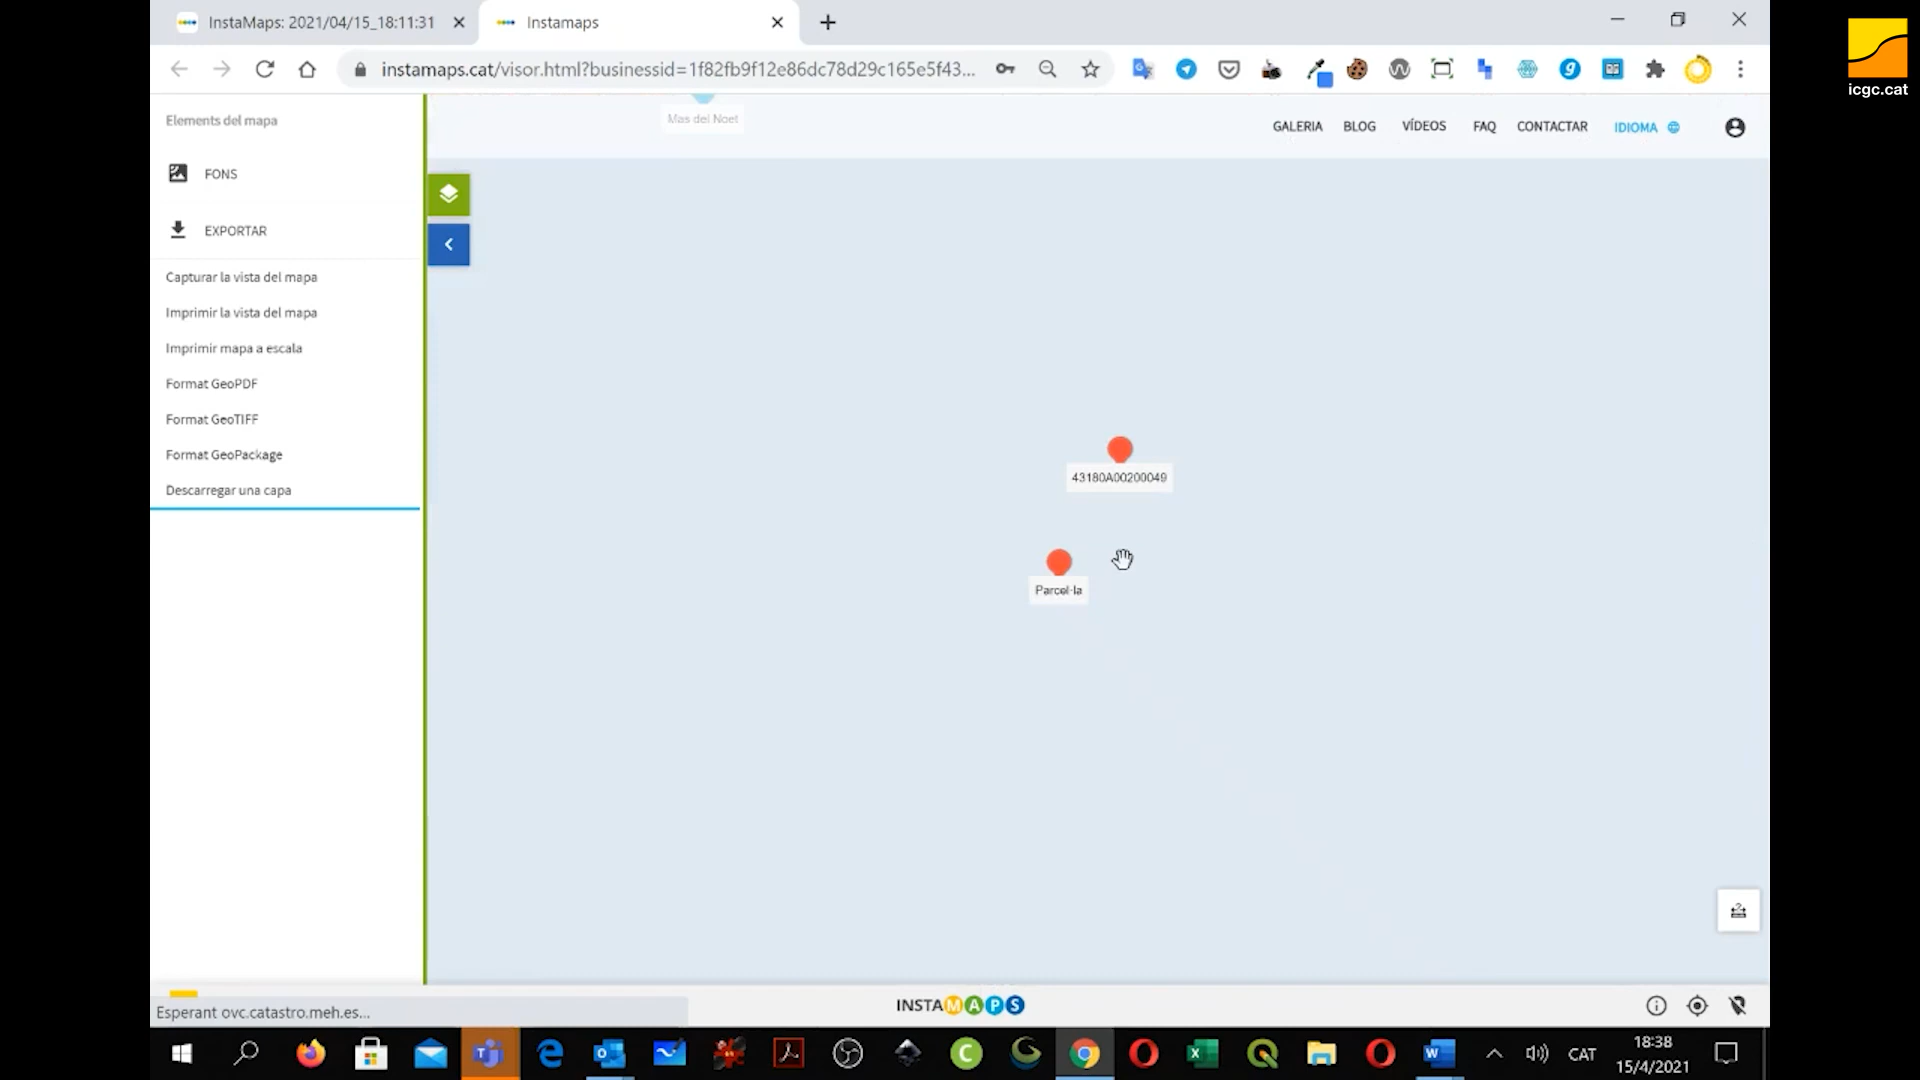 InstaMaps: 2021/04/15_18:11:31
Instamaps
instamaps.cat/visor.html?businessid=1f82fb9f12e86dc78d29c165e5f43...
icgc.cat
Elements del mapa
Mas del Noet
GALERIA
BLOG
VÍDEOS
FAQ
CONTACTAR
IDIOMA
FONS
EXPORTAR
Capturar la vista del mapa
Imprimir la vista del mapa
Imprimir mapa a escala
Format GeoPDF
Format GeoTIFF
Format GeoPackage
Descarregar una capa
43180A00200049
Parcel·la
Esperant ovc.catastro.meh.es...
INSTAMAPS
CAT
18:38
15/4/2021